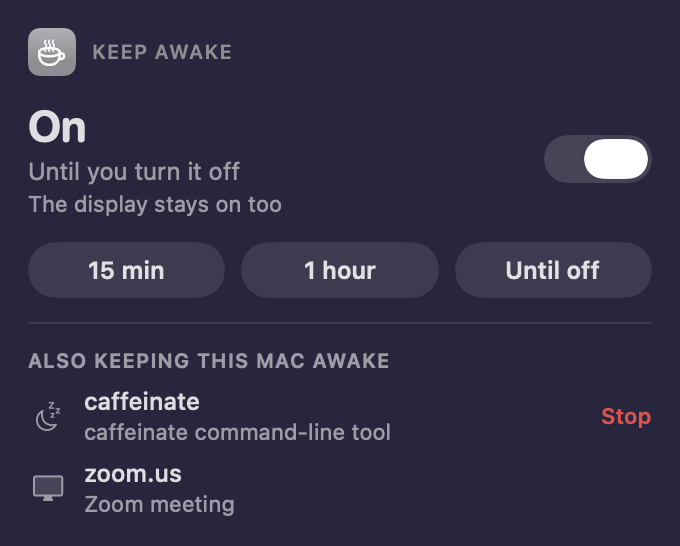 KEEP AWAKE
On
Until you turn it off
The display stays on too
15 min
1 hour
Until off
ALSO KEEPING THIS MAC AWAKE
caffeinate
caffeinate command-line tool
Stop
zoom.us
Zoom meeting